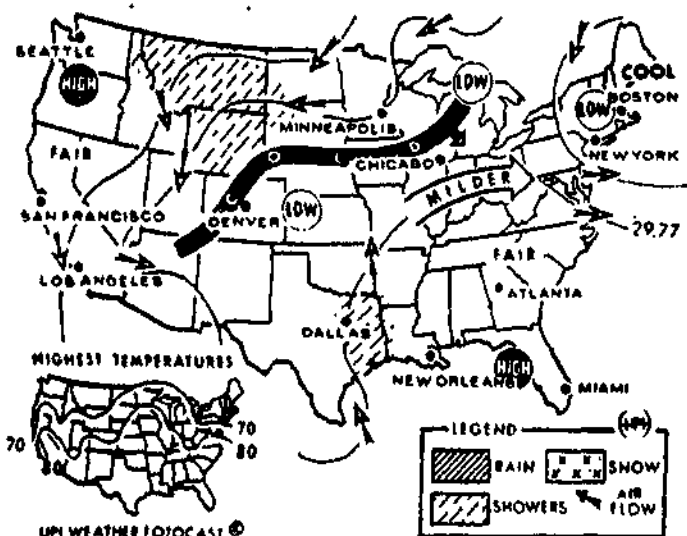 SEATTLE
HIGH
FAIR
SAN FRANCISCO
LOS ANGELES
DENVER
LOW
MINNEAPOLIS
CHICAGO
LOW
MILDER
COOL
LOW
BOSTON
NEW YORK
29.77
FAIR
ATLANTA
DALLAS
NEW ORLEANS
HIGH
MIAMI
HIGHEST TEMPERATURES
70
80
70
80
UPI WEATHER FOTOCAST ©
LEGEND
UPI
RAIN
SNOW
SHOWERS
AIR
FLOW